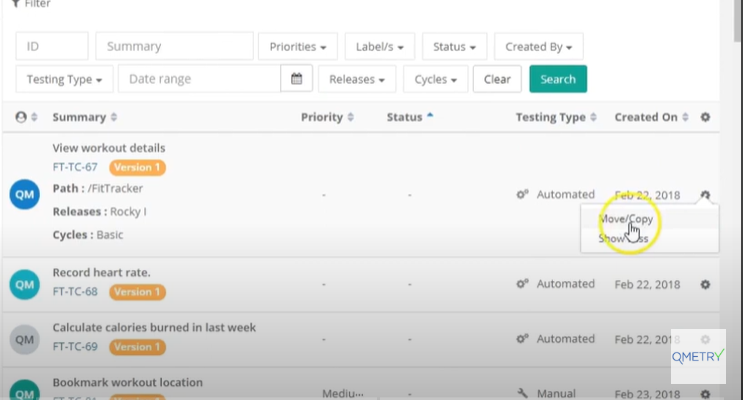 Filter
ID
Summary
Priorities
Label/s
Status
Created By
Testing Type
Date range
Releases
Cycles
Clear
Search
Summary
Priority
Status
Testing Type
Created On
View workout details
FT-TC-67 Version 1
QM
Path : /FitTracker
- - Automated Feb 22, 2018
Releases : Rocky I
Move/Copy
Cycles : Basic
Show
Record heart rate.
QM
FT-TC-68 Version 1
- - Automated Feb 22, 2018
Calculate calories burned in last week
QM
FT-TC-69 Version 1
- - Automated Feb 22, 2018
QMETRY
Bookmark workout location
QM
Mediu··· - Manual Feb 23, 2018